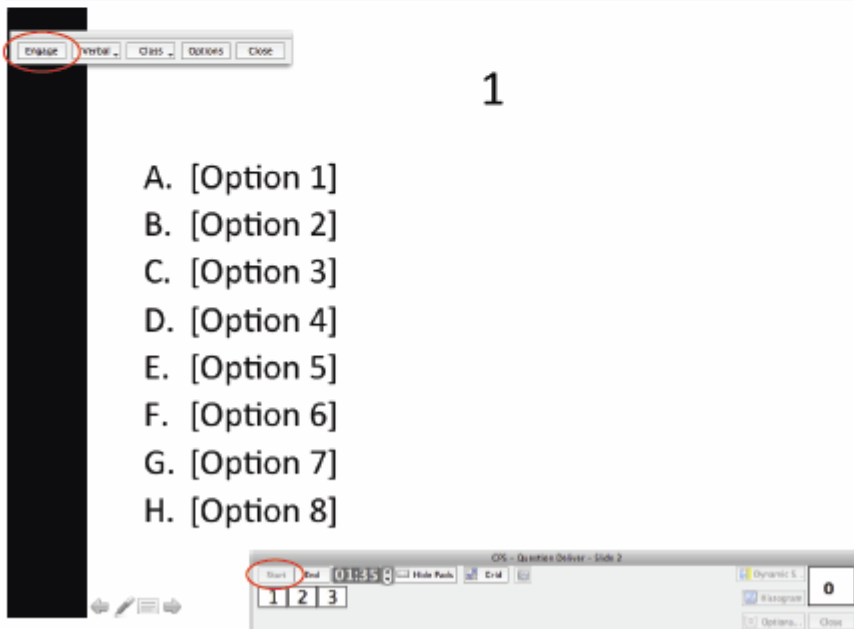 Engage Verbal Class Options Close
1
A. [Option 1]
B. [Option 2]
C. [Option 3]
D. [Option 4]
E. [Option 5]
F. [Option 6]
G. [Option 7]
H. [Option 8]
CPS - Question Deliver - Slide 2
Start End 01:35 Hide Pads Grid Dynamic S...
1 2 3 Histogram 0
Options... Close